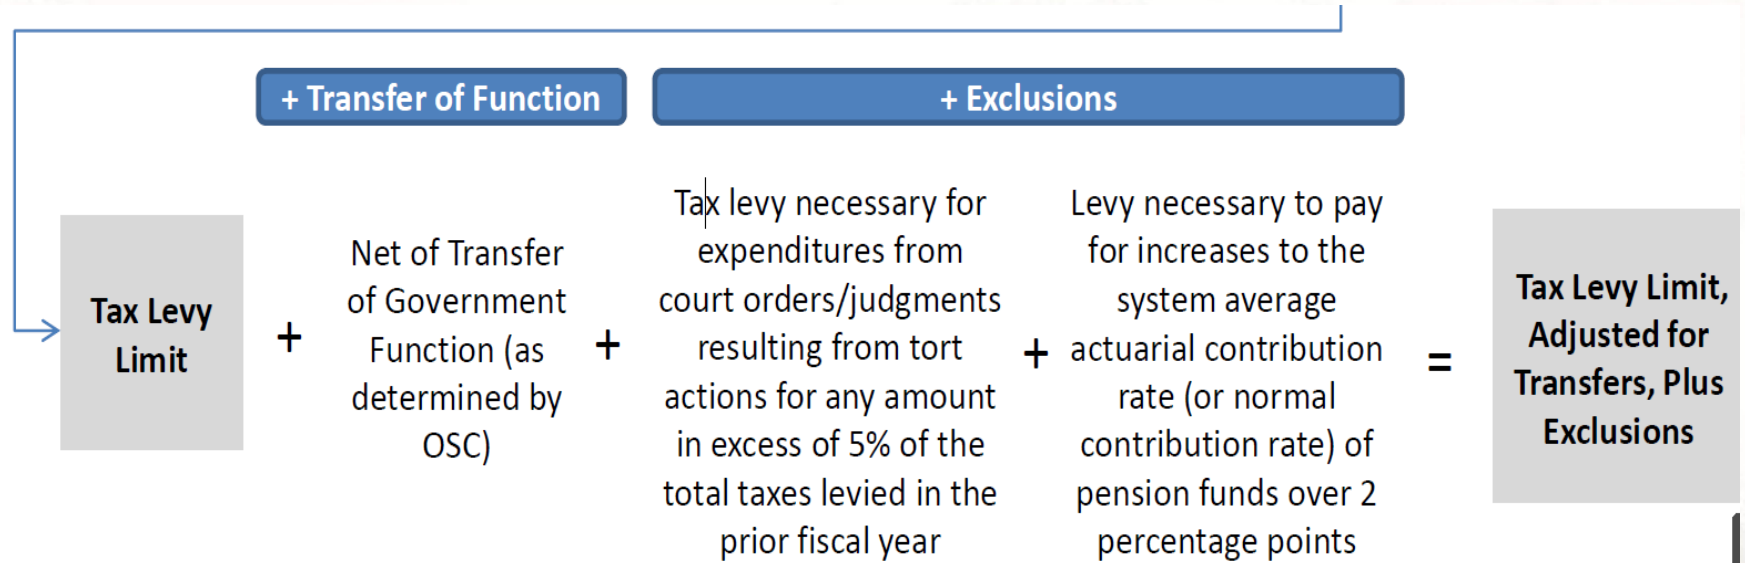 + Transfer of Function
+ Exclusions
Tax Levy
Limit
+
Net of Transfer
of Government
Function (as
determined by
OSC)
+
Tax levy necessary for
expenditures from
court orders/judgments
resulting from tort
actions for any amount
in excess of 5% of the
total taxes levied in the
prior fiscal year
+
Levy necessary to pay
for increases to the
system average
actuarial contribution
rate (or normal
contribution rate) of
pension funds over 2
percentage points
=
Tax Levy Limit,
Adjusted for
Transfers, Plus
Exclusions